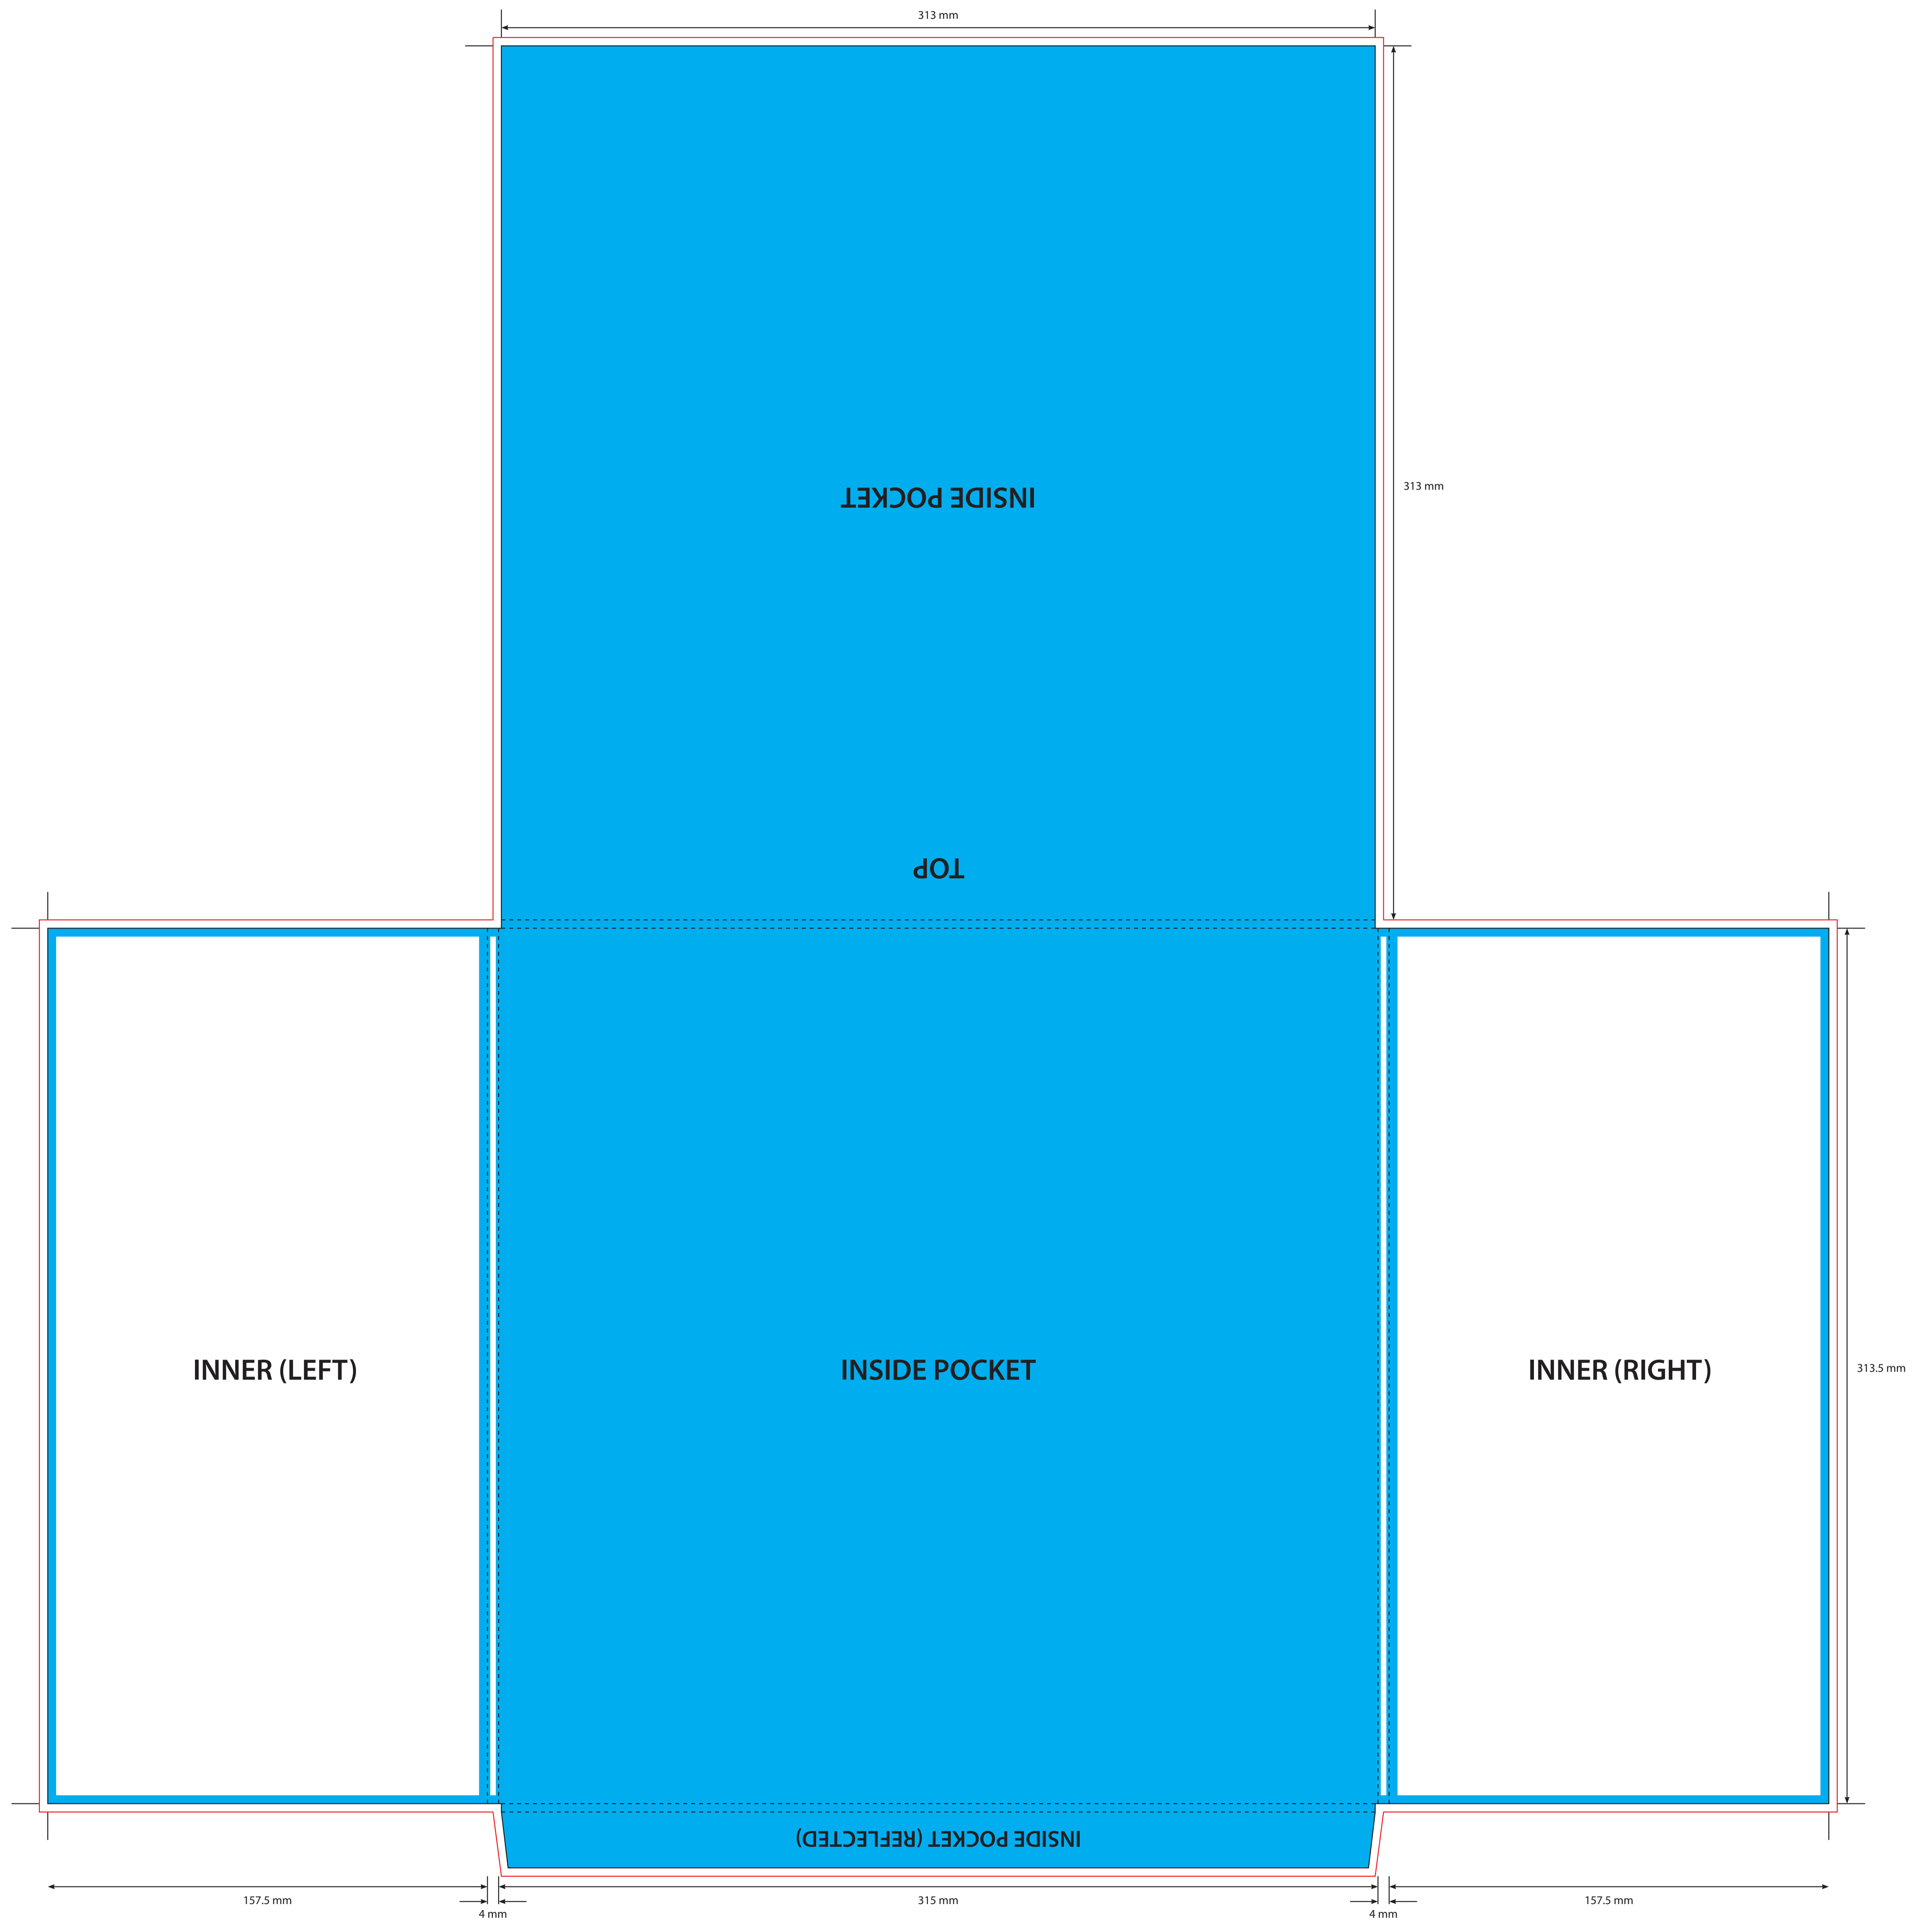 313 mm
313 mm
INSIDE POCKET
TOP
INNER (LEFT)
INSIDE POCKET
INNER (RIGHT)
313.5 mm
INSIDE POCKET (REFLECTED)
157.5 mm
315 mm
157.5 mm
4 mm
4 mm